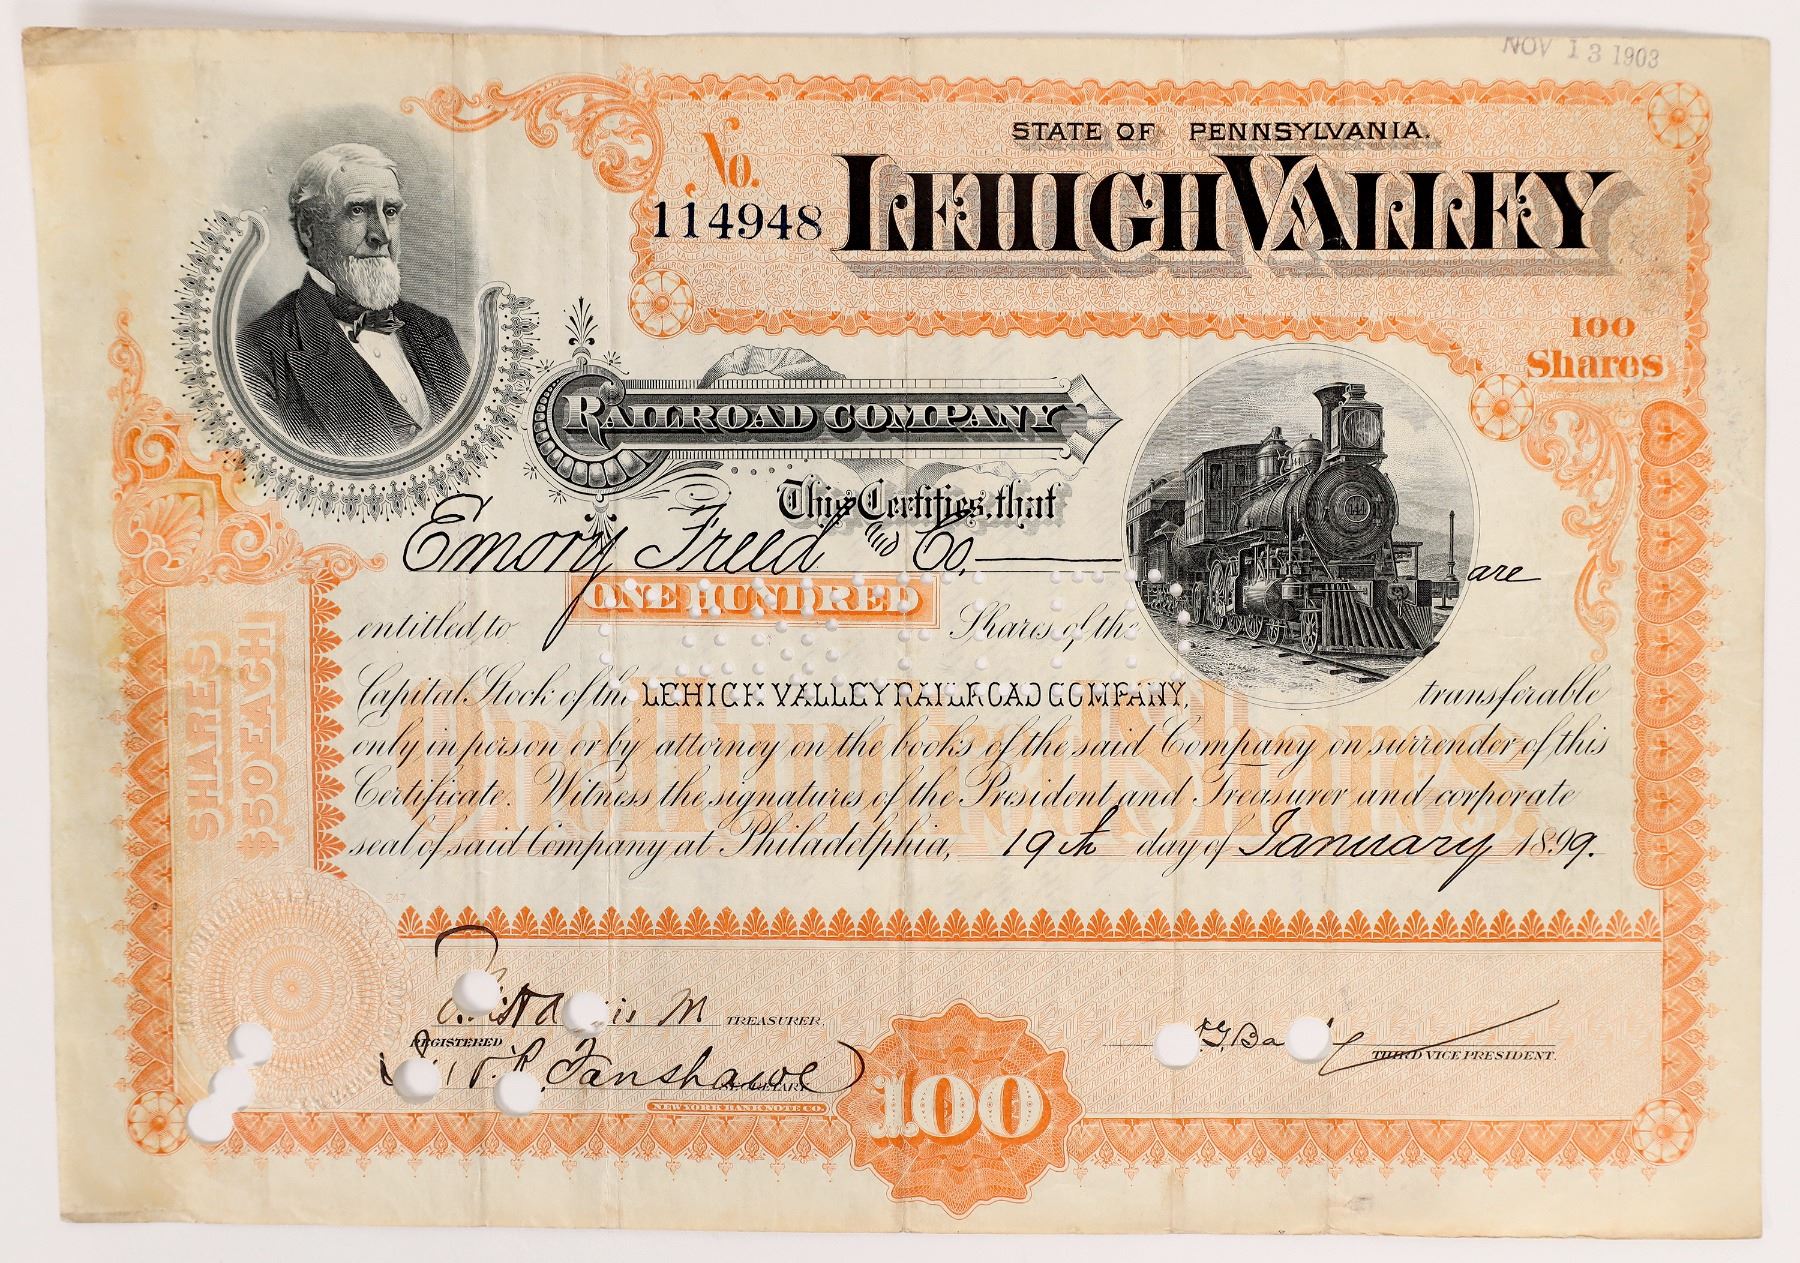 NOV 13 1903
STATE OF PENNSYLVANIA.
No.
114948
LEHIGH VALLEY
100
Shares
RAILROAD COMPANY
This Certifies, that
Emory Freed and Co. are
entitled to ONE HUNDRED Shares of the
Capital Stock of the LEHIGH VALLEY RAILROAD COMPANY, transferable
only in person or by attorney on the books of the said Company on surrender of this
Certificate. Witness the signatures of the President and Treasurer and corporate
seal of said Company at Philadelphia, 19th day of January 1899.
One Hundred Shares.
SHARES
$50 EACH
247
TREASURER,
REGISTERED
Fanshawe
SECRETARY
NEW YORK BANK NOTE CO.
100
THIRD VICE PRESIDENT.